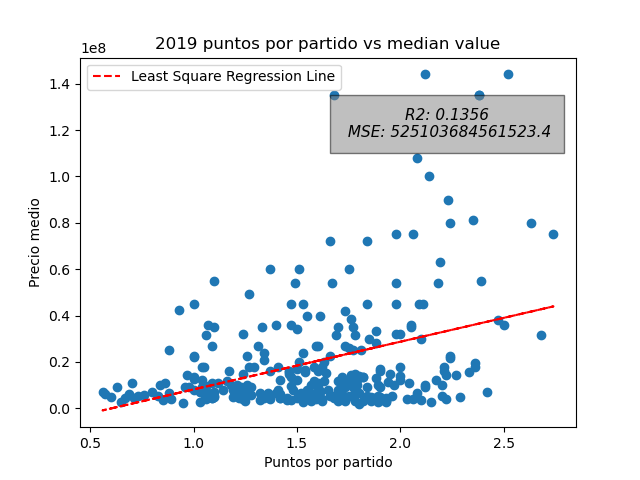 2019 puntos por partido vs median value
1e8
Least Square Regression Line
R2: 0.1356
MSE: 525103684561523.4
1.4
1.2
1.0
0.8
0.6
0.4
0.2
0.0
Precio medio
0.5 1.0 1.5 2.0 2.5
Puntos por partido